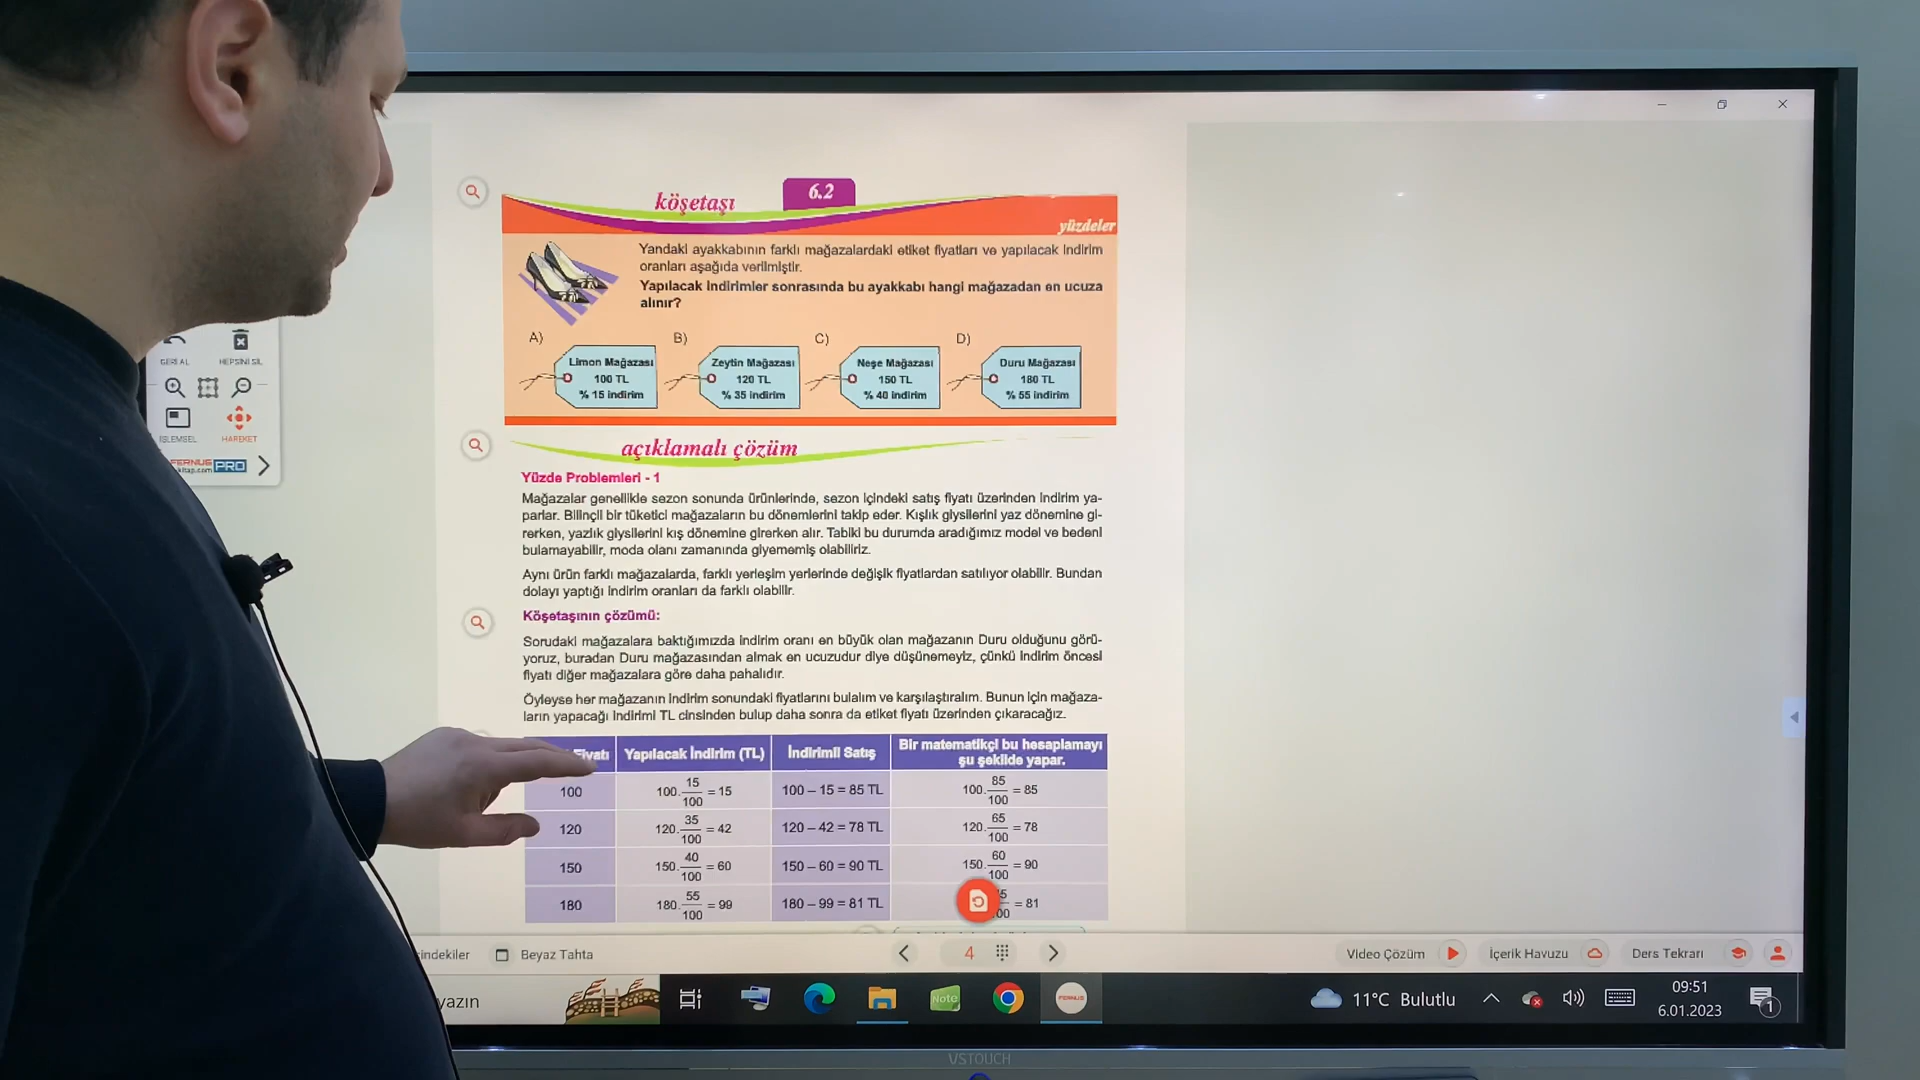 köşetaşı
6.2
yüzdeler
Yandaki ayakkabının farklı mağazalardaki etiket fiyatları ve yapılacak indirim
oranları aşağıda verilmiştir.
Yapılacak indirimler sonrasında bu ayakkabı hangi mağazadan en ucuza
alınır?
A)
B)
C)
D)
Limon Mağazası
100 TL
% 15 indirim
Zeytin Mağazası
120 TL
% 35 indirim
Neşe Mağazası
150 TL
% 40 indirim
Duru Mağazası
180 TL
% 55 indirim
GERİ AL
HEPSİNİ SİL
İŞLEMSEL
HAREKET
FERNUS PRO
kitap.com
açıklamalı çözüm
Yüzde Problemleri - 1
Mağazalar genellikle sezon sonunda ürünlerinde, sezon içindeki satış fiyatı üzerinden indirim ya-
parlar. Bilinçli bir tüketici mağazaların bu dönemlerini takip eder. Kışlık giysilerini yaz dönemine gi-
rerken, yazlık giysilerini kış dönemine girerken alır. Tabiki bu durumda aradığımız model ve bedeni
bulamayabilir, moda olanı zamanında giyememiş olabiliriz.
Aynı ürün farklı mağazalarda, farklı yerleşim yerlerinde değişik fiyatlardan satılıyor olabilir. Bundan
dolayı yaptığı indirim oranları da farklı olabilir.
Köşetaşının çözümü:
Sorudaki mağazalara baktığımızda indirim oranı en büyük olan mağazanın Duru olduğunu görü-
yoruz, buradan Duru mağazasından almak en ucuzudur diye düşünemeyiz, çünkü indirim öncesi
fiyatı diğer mağazalara göre daha pahalıdır.
Öyleyse her mağazanın indirim sonundaki fiyatlarını bulalım ve karşılaştıralım. Bunun için mağaza-
ların yapacağı indirimi TL cinsinden bulup daha sonra da etiket fiyatı üzerinden çıkaracağız.
Fiyatı Yapılacak İndirim (TL) İndirimli Satış Bir matematikçi bu hesaplamayı
şu şekilde yapar.
100 100.15/100 = 15 100 – 15 = 85 TL 100.85/100 = 85
120 120.35/100 = 42 120 – 42 = 78 TL 120.65/100 = 78
150 150.40/100 = 60 150 – 60 = 90 TL 150.60/100 = 90
180 180.55/100 = 99 180 – 99 = 81 TL = 81
indekiler
Beyaz Tahta
4
Video Çözüm
İçerik Havuzu
Ders Tekrarı
yazın
Note
FERNUS
11°C Bulutlu
09:51
6.01.2023
1
VSTOUCH